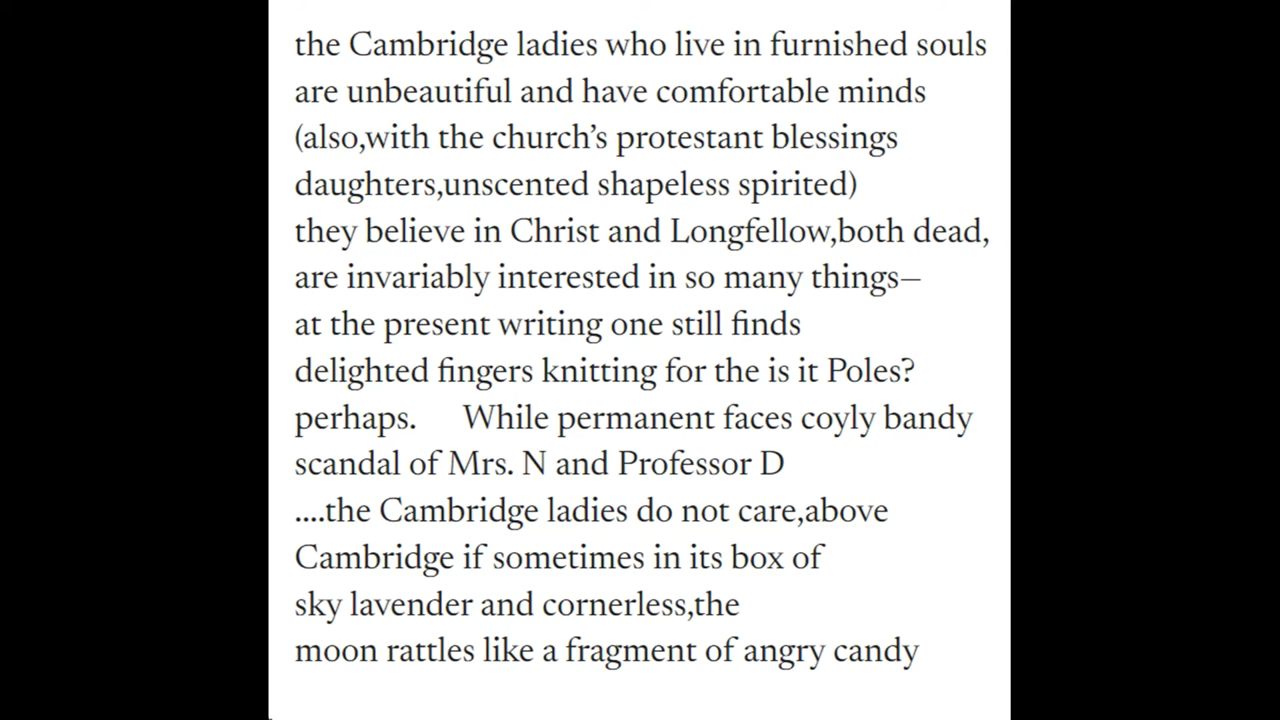 the Cambridge ladies who live in furnished souls
are unbeautiful and have comfortable minds
(also,with the church’s protestant blessings
daughters,unscented shapeless spirited)
they believe in Christ and Longfellow,both dead,
are invariably interested in so many things—
at the present writing one still finds
delighted fingers knitting for the is it Poles?
perhaps.     While permanent faces coyly bandy
scandal of Mrs. N and Professor D
....the Cambridge ladies do not care,above
Cambridge if sometimes in its box of
sky lavender and cornerless,the
moon rattles like a fragment of angry candy